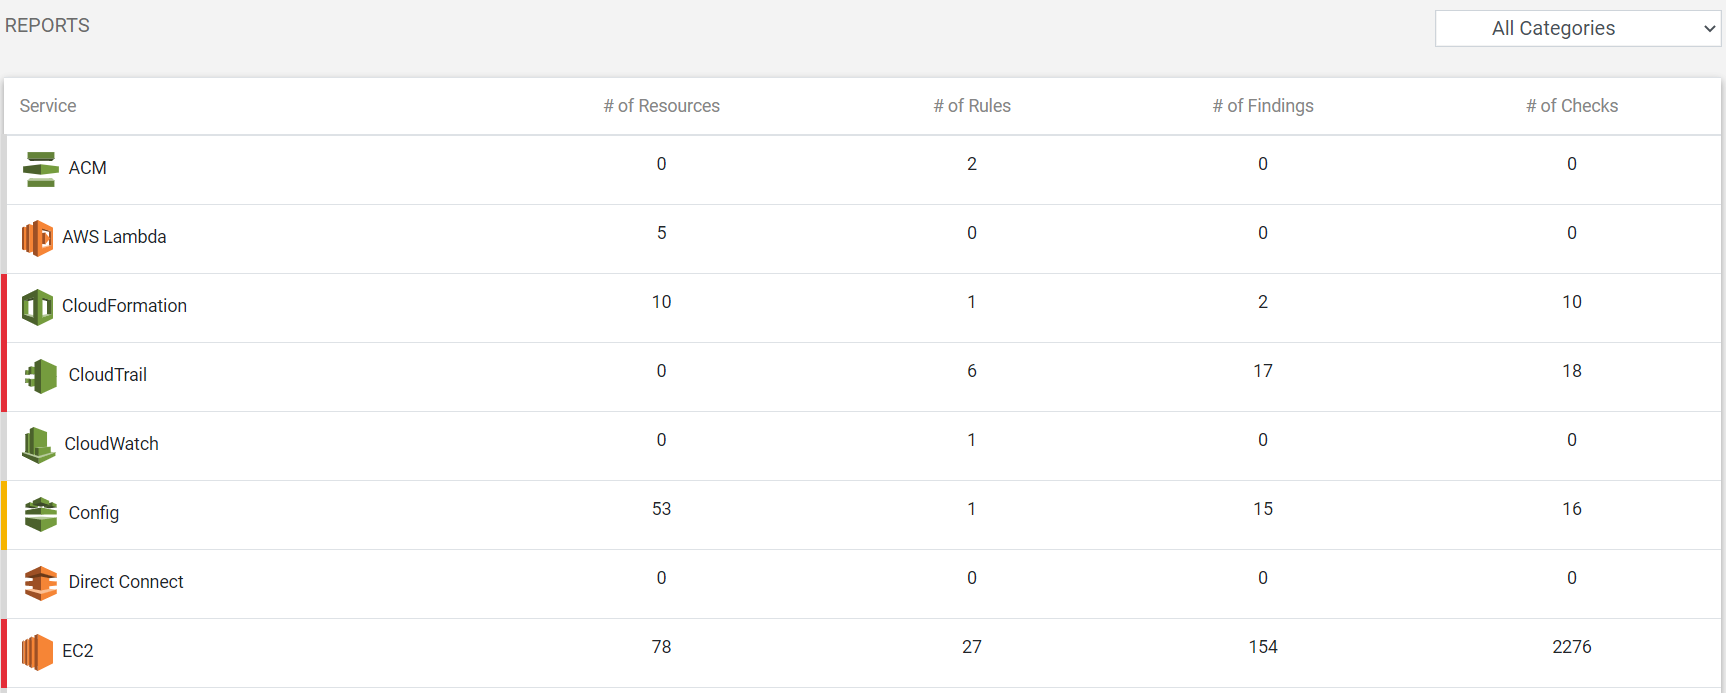 REPORTS
All Categories
Service # of Resources # of Rules # of Findings # of Checks
ACM 0 2 0 0
AWS Lambda 5 0 0 0
CloudFormation 10 1 2 10
CloudTrail 0 6 17 18
CloudWatch 0 1 0 0
Config 53 1 15 16
Direct Connect 0 0 0 0
EC2 78 27 154 2276